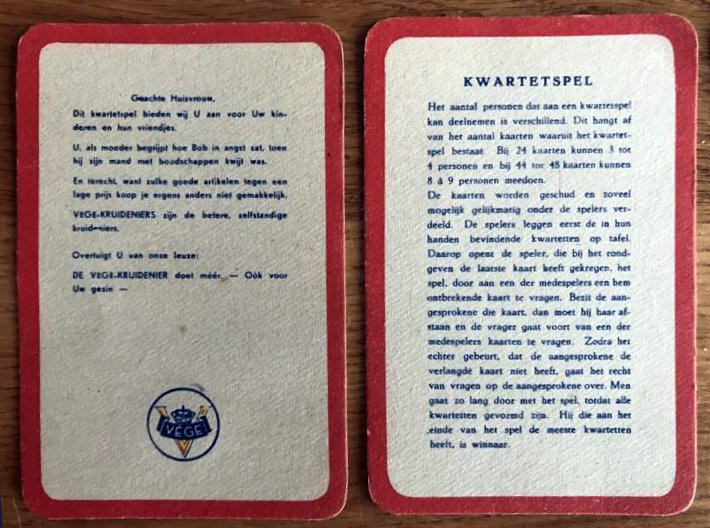 Geachte Huisvrouw,
Dit kwartetspel bieden wij U aan voor Uw kin-
deren en hun vriendjes.
U, als moeder begrijpt hoe Bob in angst zat, toen
hij zijn mand met boodschappen kwijt was.
En terecht, want zulke goede artikelen tegen een
lage prijs koop je ergens anders niet gemakkelijk.
VÉGÉ-KRUIDENIERS zijn de betere, zelfstandige
kruideniers.
Overtuigt U van onze leuze:
DE VÉGÉ-KRUIDENIER doet méér, — Oók voor
Uw gezin —
VÉGÉ
KWARTETSPEL
Het aantal personen dat aan een kwartetspel
kan deelnemen is verschillend. Dit hangt af
van het aantal kaarten waaruit het kwartet-
spel bestaat. Bij 24 kaarten kunnen 3 tot
4 personen en bij 44 tot 48 kaarten kunnen
8 à 9 personen meedoen.
De kaarten worden geschud en zoveel
mogelijk gelijkmatig onder de spelers ver-
deeld. De spelers leggen eerst de in hun
handen bevindende kwartetten op tafel.
Daarop opent de speler, die bij het rond-
geven de laatste kaart heeft gekregen, het
spel, door aan een der medespelers een hem
ontbrekende kaart te vragen. Bezit de aan-
gesprokene die kaart, dan moet hij haar af-
staan en de vrager gaat voort van een der
medespelers kaarten te vragen. Zodra het
echter gebeurt, dat de aangesprokene de
verlangde kaart niet heeft, gaat het recht
van vragen op de aangesprokene over. Men
gaat zo lang door met het spel, totdat alle
kwartetten gevormd zijn. Hij die aan het
einde van het spel de meeste kwartetten
heeft, is winnaar.